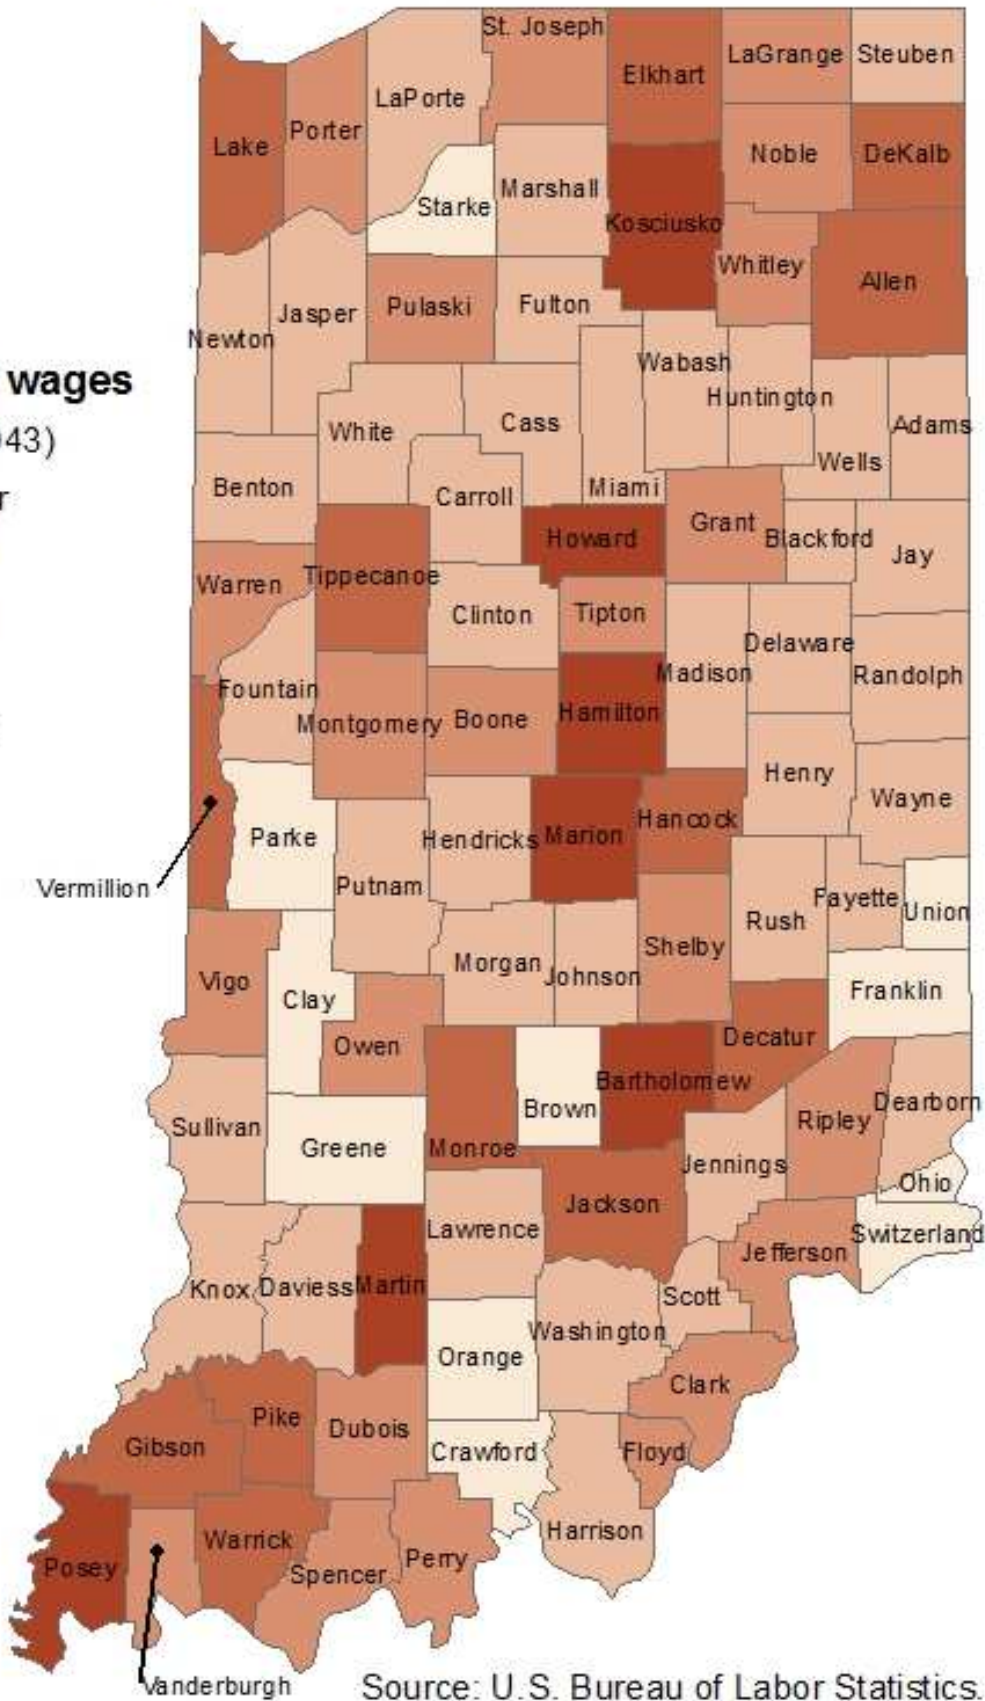 St. Joseph
Elkhart
LaGrange
Steuben
LaPorte
Porter
Lake
Noble
DeKalb
Marshall
Starke
Kosciusko
Whitley
Allen
Pulaski
Fulton
Jasper
Newton
Wabash
wages
Huntington
Adams
Cass
White
043)
Wells
Miami
Benton
Carroll
r
Grant
Howard
Blackford
Jay
Tippecanoe
Warren
Clinton
Tipton
Delaware
Madison
Randolph
Fountain
Hamilton
Boone
Montgomery
Henry
Wayne
Hancock
Marion
Hendricks
Parke
Putnam
Vermillion
Fayette
Union
Rush
Shelby
Morgan
Johnson
Vigo
Franklin
Clay
Decatur
Owen
Bartholomew
Dearborn
Brown
Ripley
Sullivan
Greene
Monroe
Jennings
Ohio
Jackson
Lawrence
Switzerland
Jefferson
Knox
Daviess
Martin
Scott
Washington
Orange
Clark
Pike
Dubois
Gibson
Crawford
Floyd
Harrison
Warrick
Perry
Posey
Spencer
Vanderburgh
Source: U.S. Bureau of Labor Statistics.